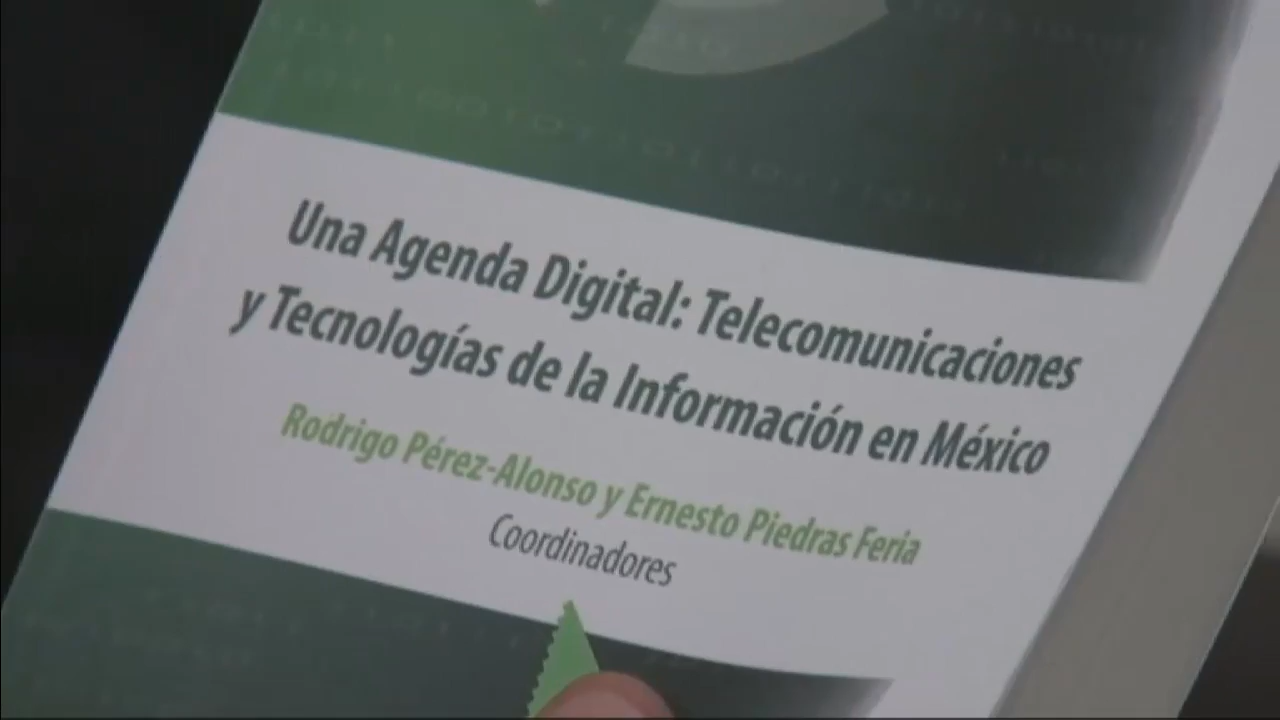 Una Agenda Digital: Telecomunicaciones
y Tecnologías de la Información en México
Rodrigo Pérez-Alonso y Ernesto Piedras Feria
Coordinadores